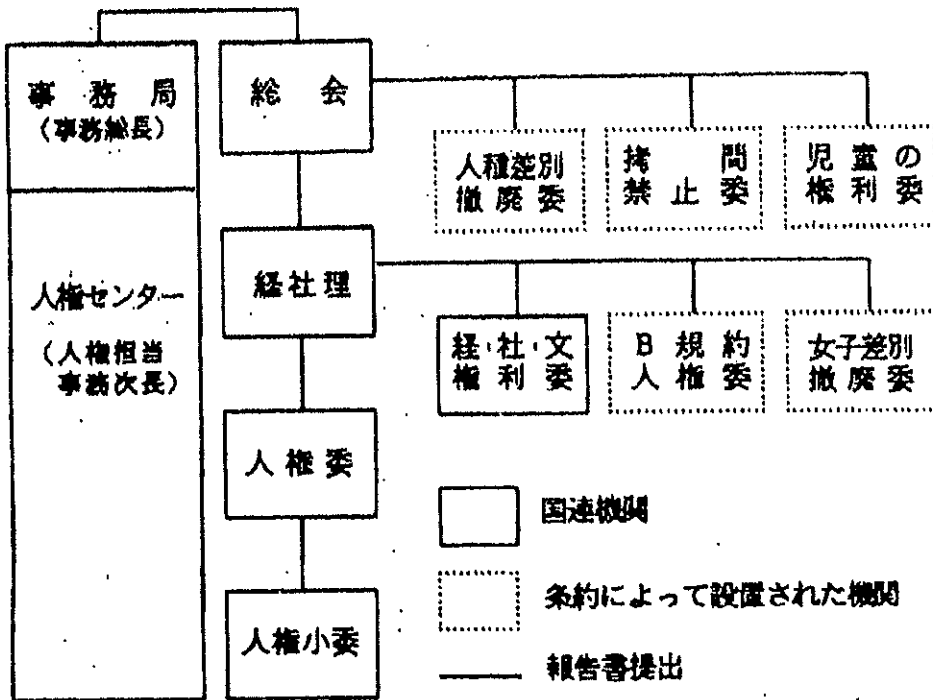 事務局
(事務総長)
人権センター
(人権担当
事務次長)
総会
経社理
人権委
人権小委
人種差別
撤廃委
拷問
禁止委
児童の
権利委
経・社・文
権利委
B規約
人権委
女子差別
撤廃委
国連機関
条約によって設置された機関
報告書提出